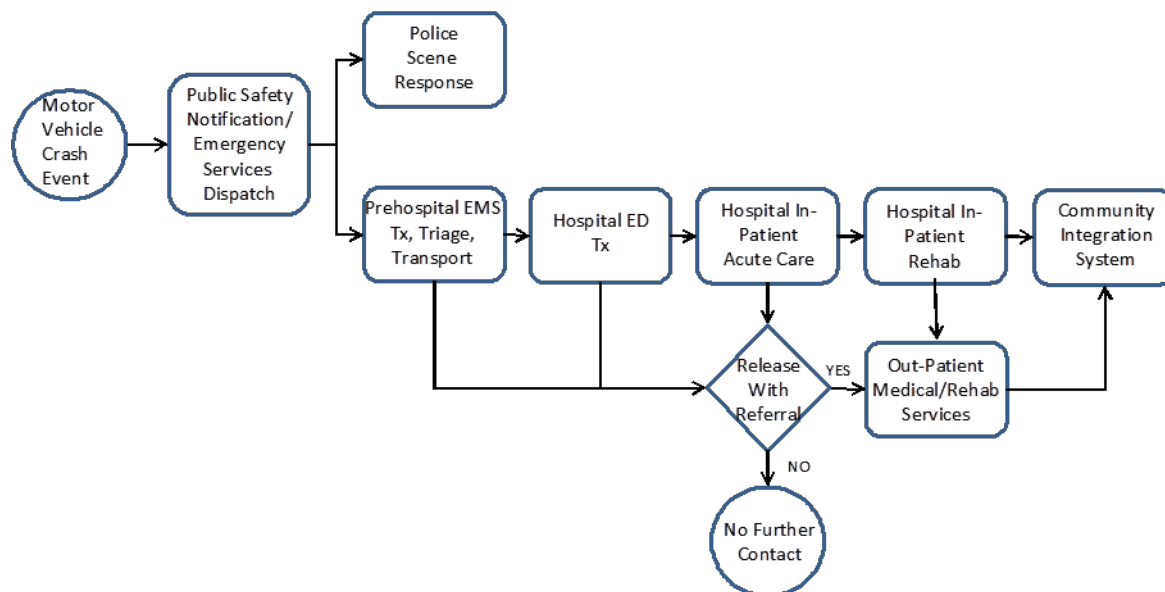 Police
Scene
Response
Motor
Vehicle
Crash
Event
Public Safety
Notification/
Emergency
Services
Dispatch
Prehospital EMS
Tx, Triage,
Transport
Hospital ED
Tx
Hospital In-
Patient
Acute Care
Hospital In-
Patient
Rehab
Community
Integration
System
Release
With
Referral
YES
Out-Patient
Medical/Rehab
Services
NO
No Further
Contact